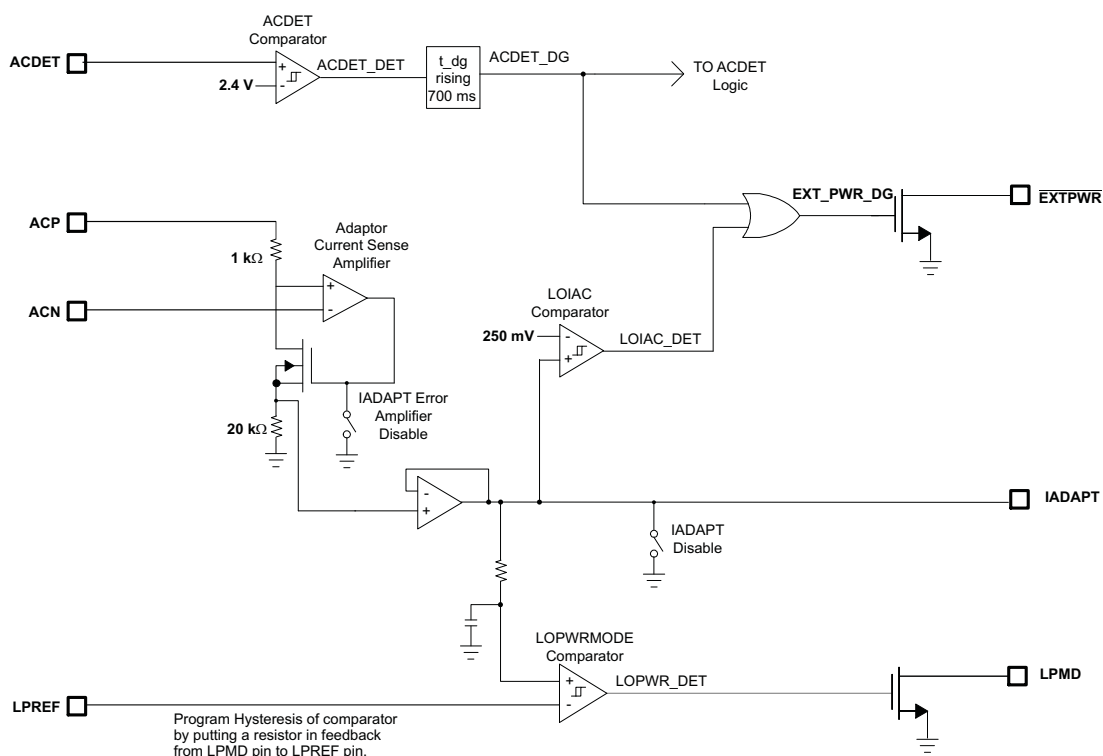 ACDET
Comparator
ACDET
+
-
2.4 V
ACDET_DET
t_dg
rising
700 ms
ACDET_DG
TO ACDET
Logic
ACP
1 kΩ
Adaptor
Current Sense
Amplifier
+
-
ACN
EXT_PWR_DG
EXTPWR
LOIAC
Comparator
250 mV
-
+
LOIAC_DET
IADAPT Error
Amplifier
Disable
20 kΩ
-
+
IADAPT
IADAPT
Disable
LOPWRMODE
Comparator
+
-
LOPWR_DET
LPMD
LPREF
Program Hysteresis of comparator
by putting a resistor in feedback
from LPMD pin to LPREF pin.